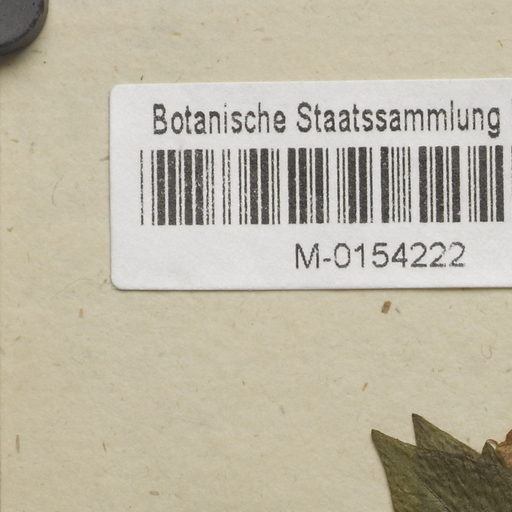 Botanische Staatssammlung
M-0154222